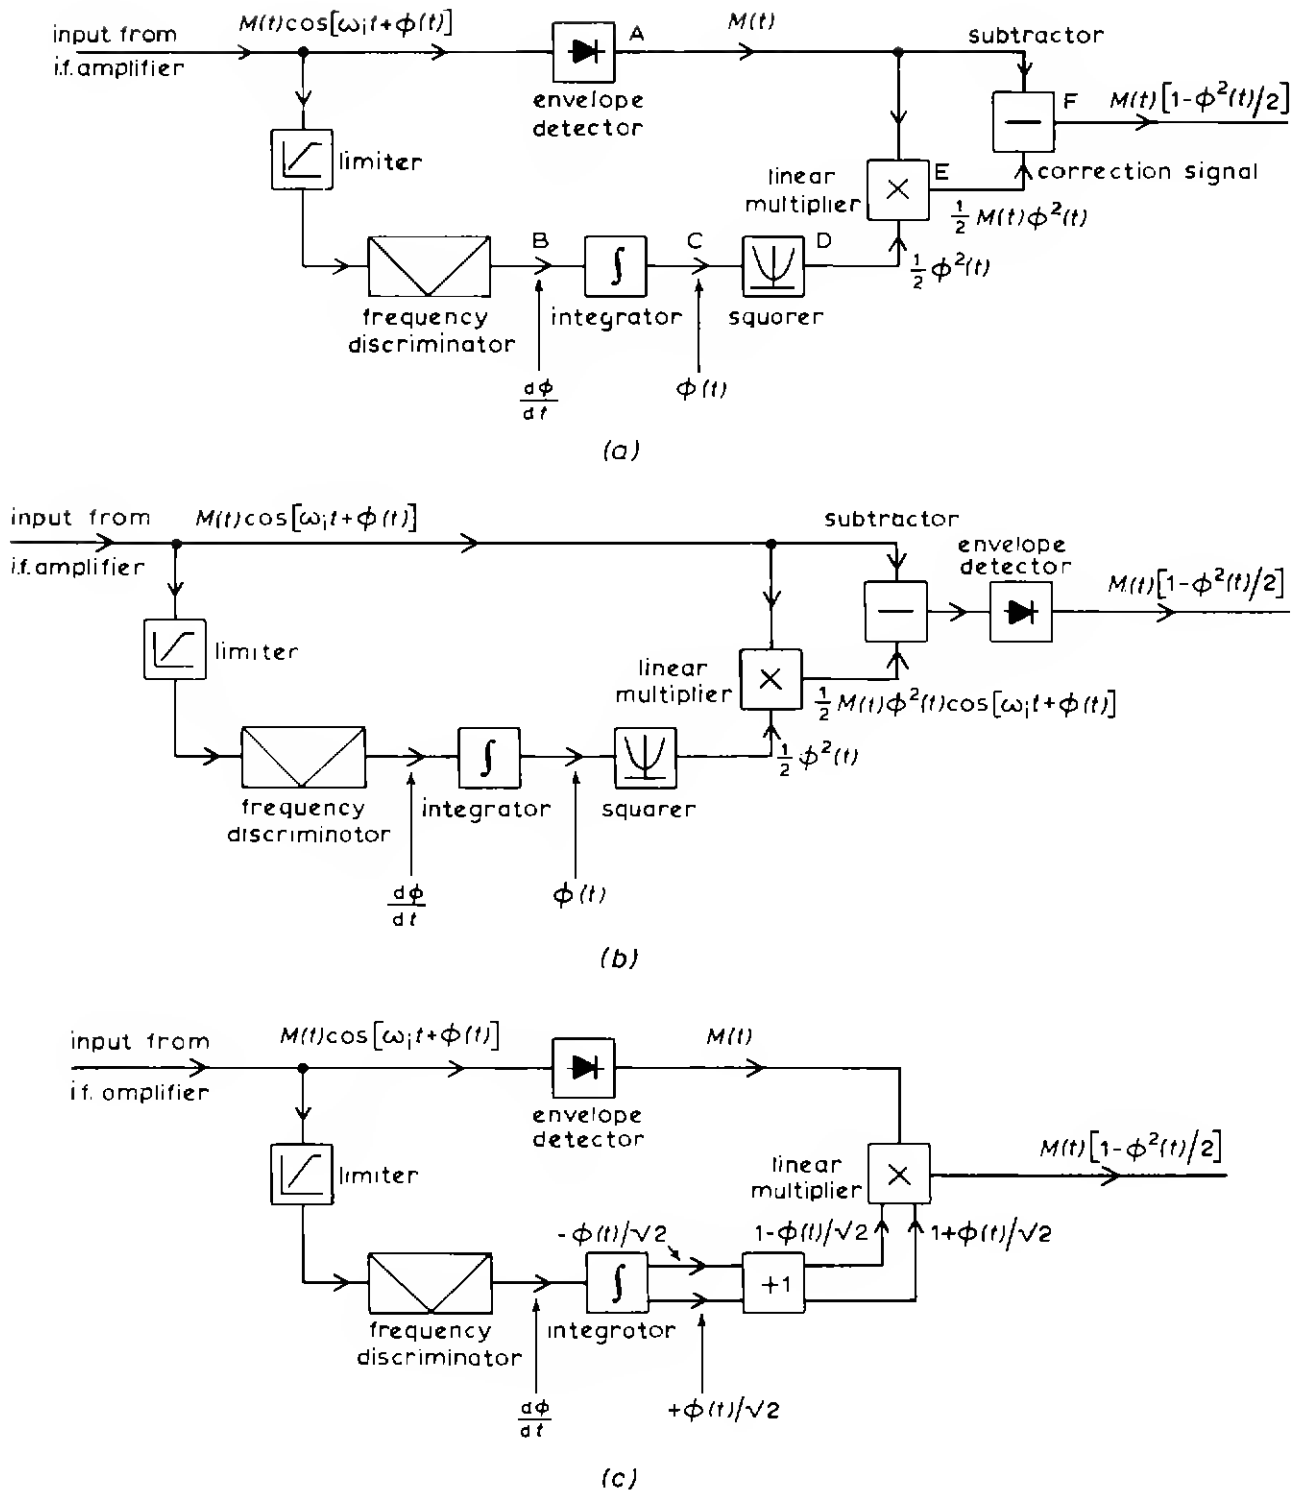 input from
i.f. amplifier
M(t)cos[ωit+ϕ(t)]
A
M(t)
subtractor
envelope
detector
limiter
F
M(t)[1-ϕ²(t)/2]
linear
multiplier
E
correction signal
½ M(t)ϕ²(t)
B
C
D
½ ϕ²(t)
frequency
discriminator
integrator
squarer
dϕ/dt
ϕ(t)
(a)
input from
i.f. amplifier
M(t)cos[ωit+ϕ(t)]
subtractor
envelope
detector
M(t)[1-ϕ²(t)/2]
limiter
linear
multiplier
½ M(t)ϕ²(t)cos[ωit+ϕ(t)]
½ ϕ²(t)
frequency
discriminator
integrator
squarer
dϕ/dt
ϕ(t)
(b)
input from
i.f. amplifier
M(t)cos[ωit+ϕ(t)]
M(t)
envelope
detector
limiter
linear
multiplier
M(t)[1-ϕ²(t)/2]
-ϕ(t)/√2
1-ϕ(t)/√2
1+ϕ(t)/√2
+1
frequency
discriminator
integrator
dϕ/dt
+ϕ(t)/√2
(c)